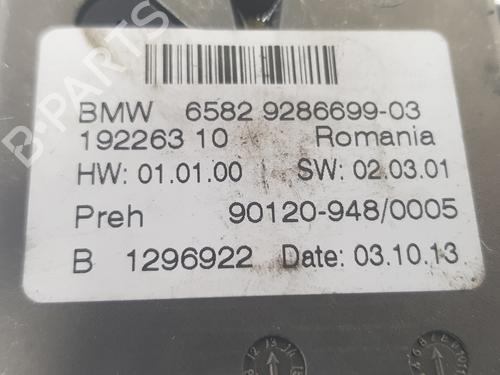 BMW 6582 9286699-03
192263 10 Romania
HW: 01.01.00 SW: 02.03.01
Preh 90120-948/0005
B 1296922 Date: 03.10.13
B-PARTS